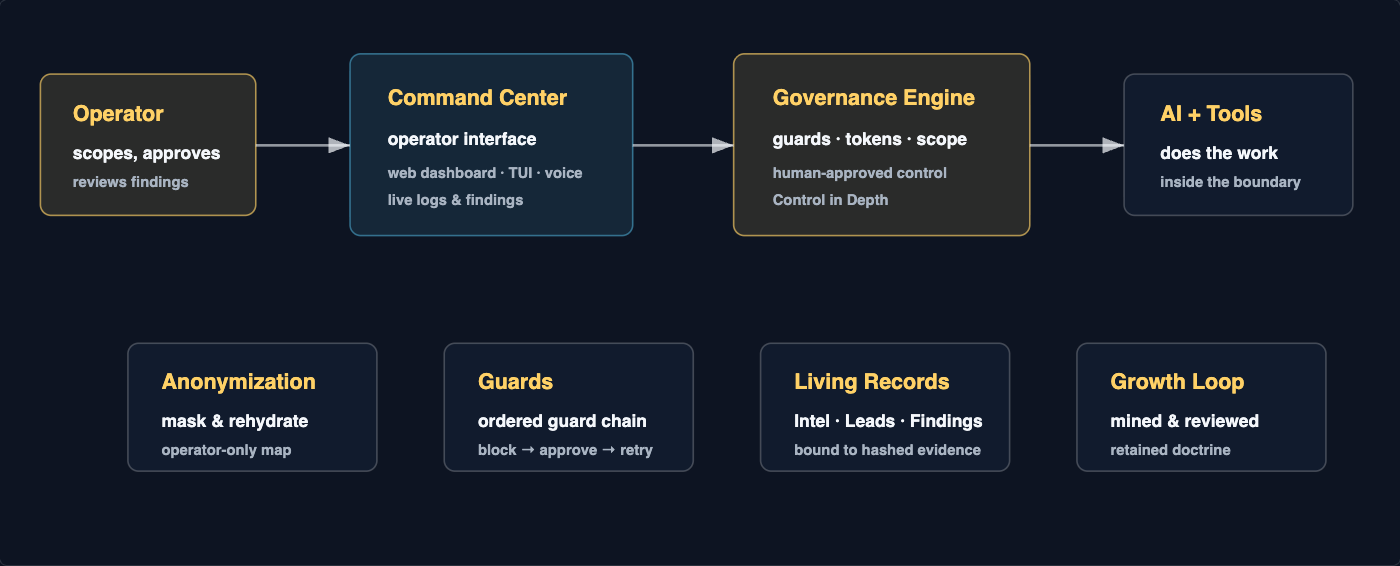 Operator
scopes, approves
reviews findings
Command Center
operator interface
web dashboard · TUI · voice
live logs & findings
Governance Engine
guards · tokens · scope
human-approved control
Control in Depth
AI + Tools
does the work
inside the boundary
Anonymization
mask & rehydrate
operator-only map
Guards
ordered guard chain
block → approve → retry
Living Records
Intel · Leads · Findings
bound to hashed evidence
Growth Loop
mined & reviewed
retained doctrine